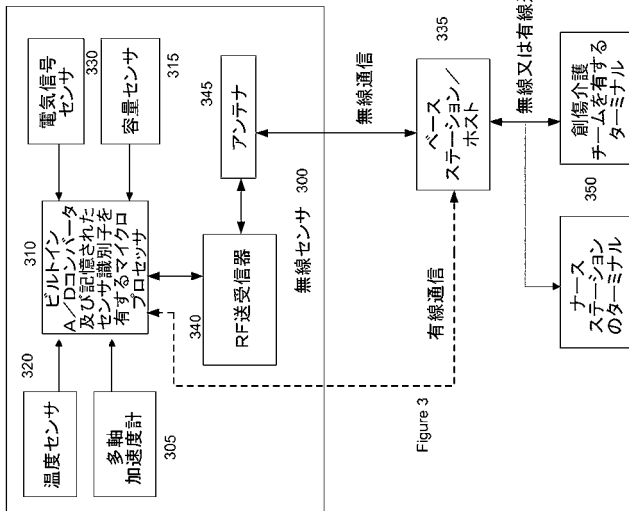 320
温度センサ
多軸
加速度計
305
310
ビルトイン
A/Dコンバータ
及び記憶された
センサ識別子を
有するマイクロ
プロセッサ
電気信号
センサ
330
容量センサ
315
340
RF送受信器
345
アンテナ
無線センサ 300
有線通信
無線通信
Figure 3
335
ベース
ステーション/
ホスト
無線又は有線
ナース
ステーション
のターミナル
350
創傷介護
チームを有する
ターミナル